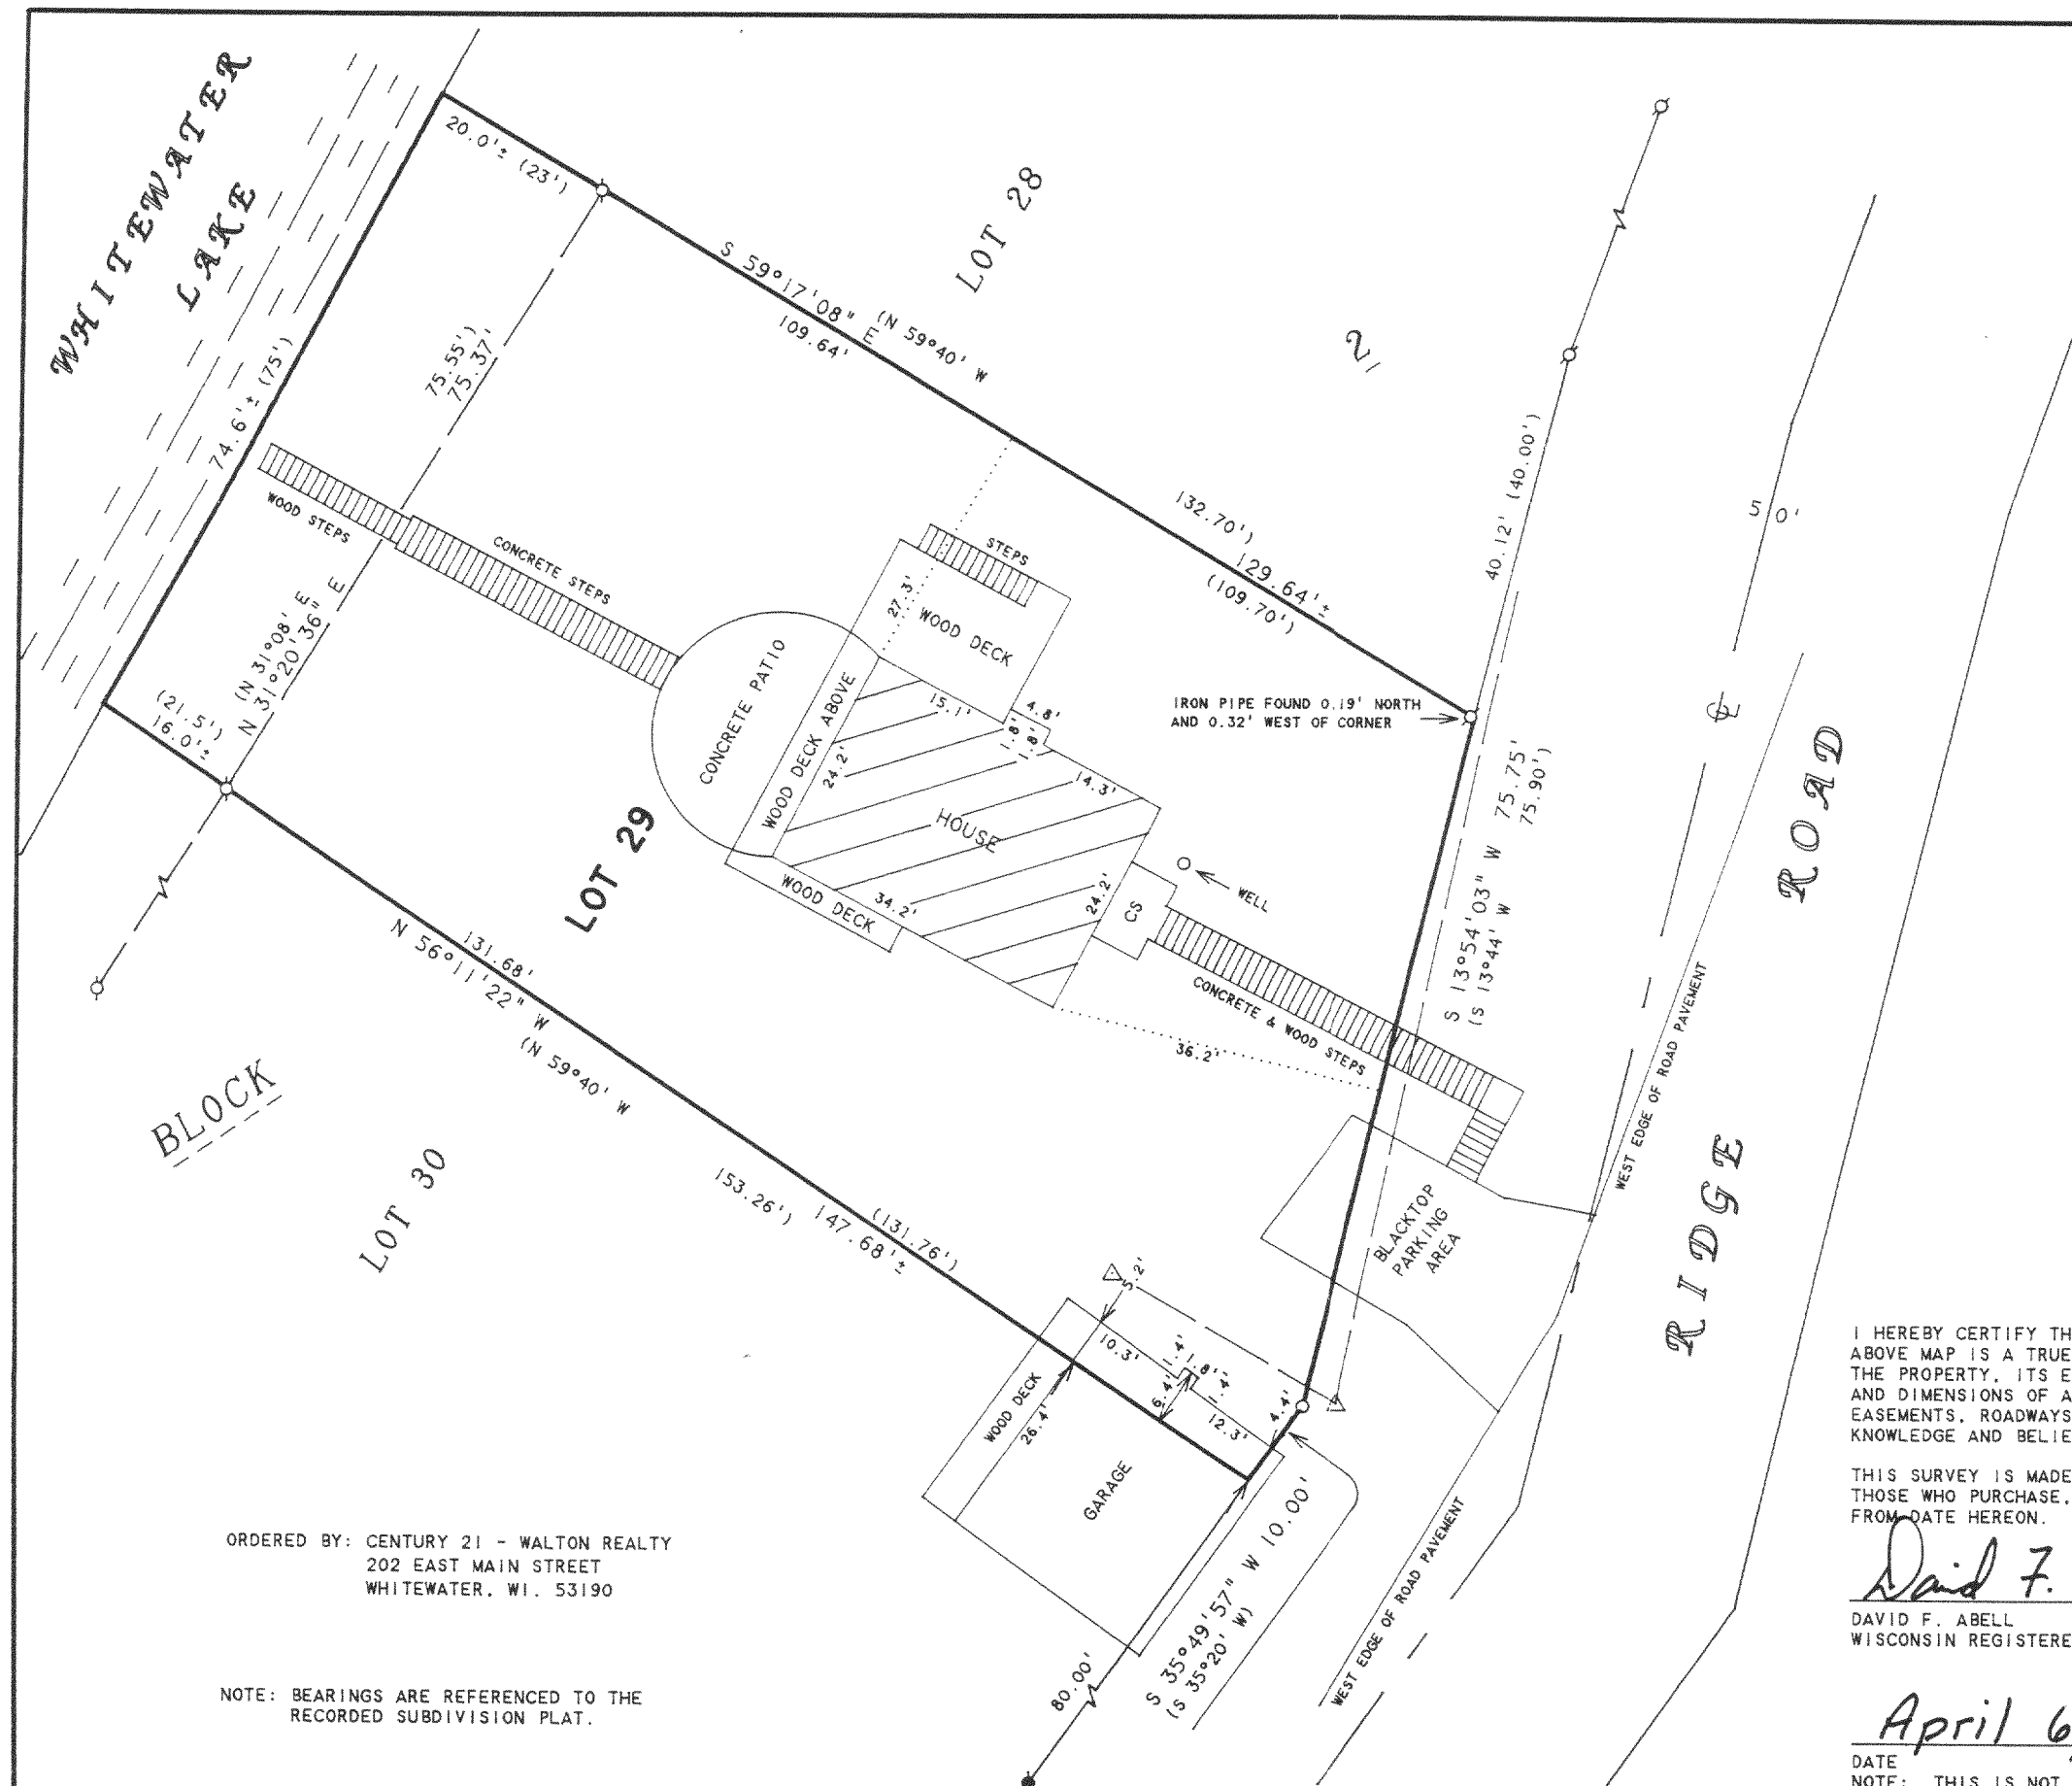 WHITEWATER
LAKE
20.0'± (23')
S 59°17'08" E
109.64'
(N 59°40' W
LOT 28
2
132.70')
129.64'±
(109.70')
40.12' (40.00')
50'
75.55')
75.37'
74.6'± (75')
WOOD STEPS
CONCRETE STEPS
(N 31°08' E
N 31°20'36" E
(21.5')
16.0'±
STEPS
27.3'
WOOD DECK
CONCRETE PATIO
WOOD DECK ABOVE
24.2'
15.1'
4.8'
1.8'
1.8'
14.3'
HOUSE
34.2'
24.2'
WOOD DECK
CS
WELL
IRON PIPE FOUND 0.19' NORTH
AND 0.32' WEST OF CORNER
S 13°54'03" W 75.75'
(S 13°44' W 75.90')
CONCRETE & WOOD STEPS
36.2'
LOT 29
131.68'
N 56°11'22" W
(N 59°40' W
BLOCK
LOT 30
153.26')
147.68'±
(131.76')
RIDGE ROAD
WEST EDGE OF ROAD PAVEMENT
BLACKTOP
PARKING
AREA
5.2'
10.3'
1.4'
1.8'
1.4'
6.4'
12.3'
4.4'
WOOD DECK
26.4'
GARAGE
S 35°49'57" W 10.00'
(S 35°20' W)
80.00'
WEST EDGE OF ROAD PAVEMENT
ORDERED BY: CENTURY 21 - WALTON REALTY
202 EAST MAIN STREET
WHITEWATER, WI. 53190
NOTE: BEARINGS ARE REFERENCED TO THE
RECORDED SUBDIVISION PLAT.
I HEREBY CERTIFY TH
ABOVE MAP IS A TRUE
THE PROPERTY, ITS E
AND DIMENSIONS OF A
EASEMENTS, ROADWAYS
KNOWLEDGE AND BELIE
THIS SURVEY IS MADE
THOSE WHO PURCHASE,
FROM DATE HEREON.
David F.
DAVID F. ABELL
WISCONSIN REGISTERE
April 6,
DATE
NOTE: THIS IS NOT